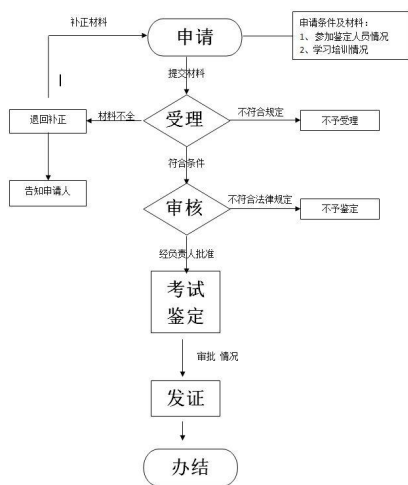 补正材料
申请
申请条件及材料:
1、参加鉴定人员情况
2、学习培训情况
提交材料
退回补正
材料不全
受理
不符合规定
不予受理
告知申请人
符合条件
审核
不符合法律规定
不予鉴定
经负责人批准
考试
鉴定
审批 情况
发证
办结